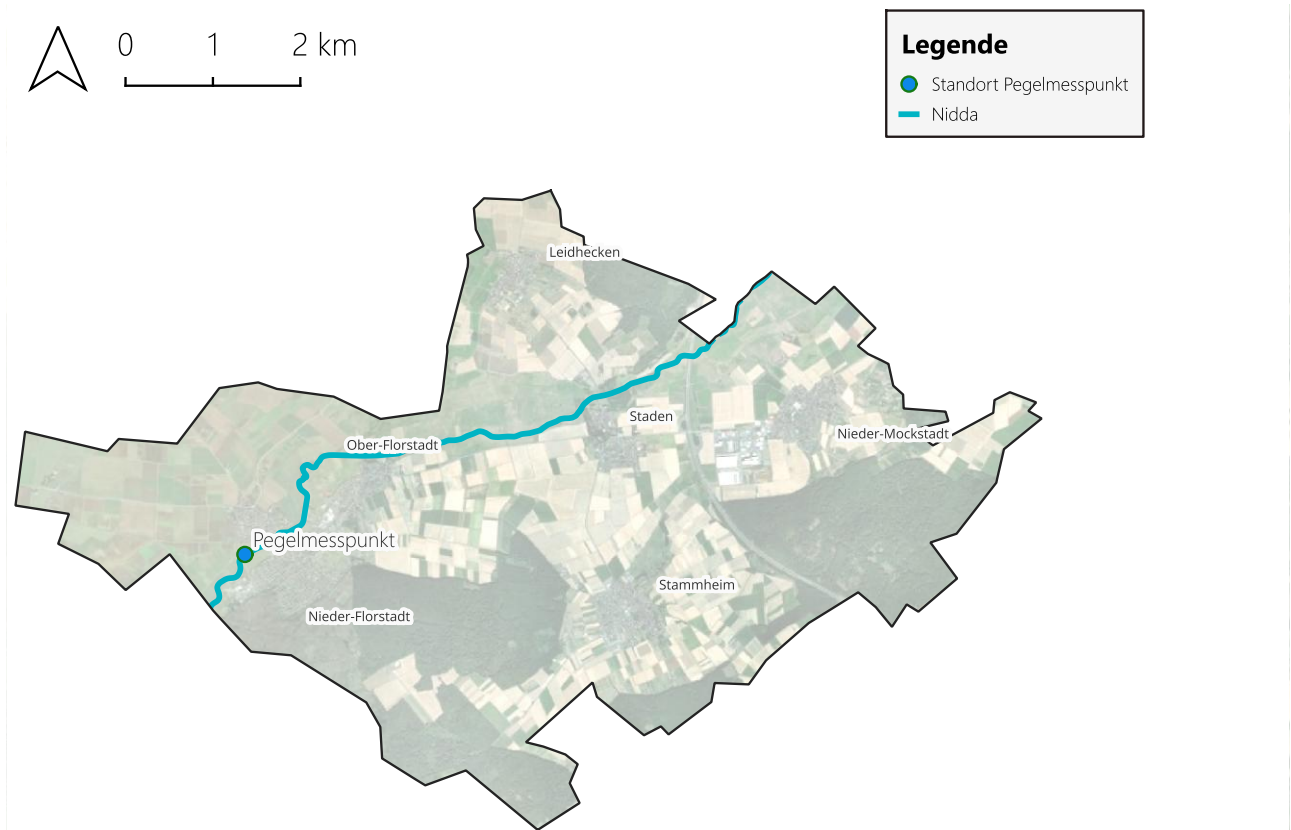 0 1 2 km
Legende
Standort Pegelmesspunkt
Nidda
Leidhecken
Staden
Nieder-Mockstadt
Ober-Florstadt
Pegelmesspunkt
Stammheim
Nieder-Florstadt